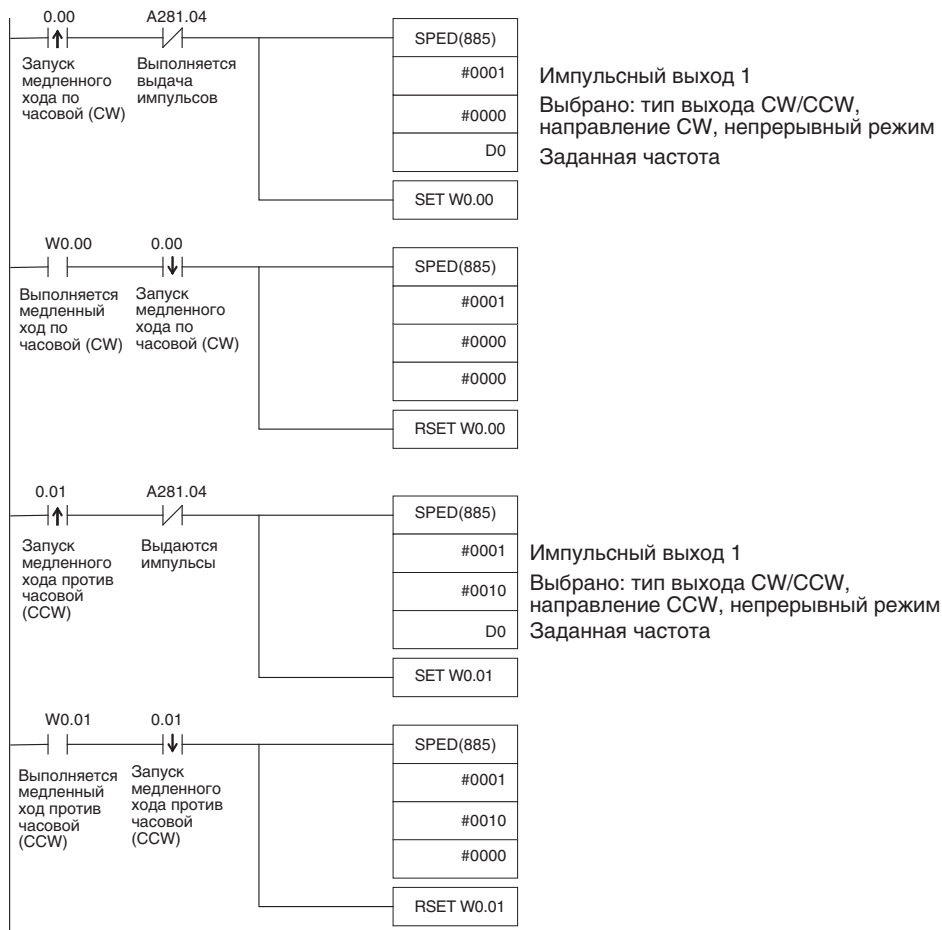 0.00
A281.04
Запуск
медленного
хода по
часовой (CW)
Выполняется
выдача
импульсов
SPED(885)
#0001
#0000
D0
SET W0.00
Импульсный выход 1
Выбрано: тип выхода CW/CCW,
направление CW, непрерывный режим
Заданная частота
W0.00
0.00
Выполняется
медленный
ход по
часовой (CW)
Запуск
медленного
хода по
часовой (CW)
SPED(885)
#0001
#0000
#0000
RSET W0.00
0.01
A281.04
Запуск
медленного
хода против
часовой
(CCW)
Выдаются
импульсы
SPED(885)
#0001
#0010
D0
SET W0.01
Импульсный выход 1
Выбрано: тип выхода CW/CCW,
направление CCW, непрерывный режим
Заданная частота
W0.01
0.01
Выполняется
медленный
ход против
часовой
(CCW)
Запуск
медленного
хода против
часовой
(CCW)
SPED(885)
#0001
#0010
#0000
RSET W0.01